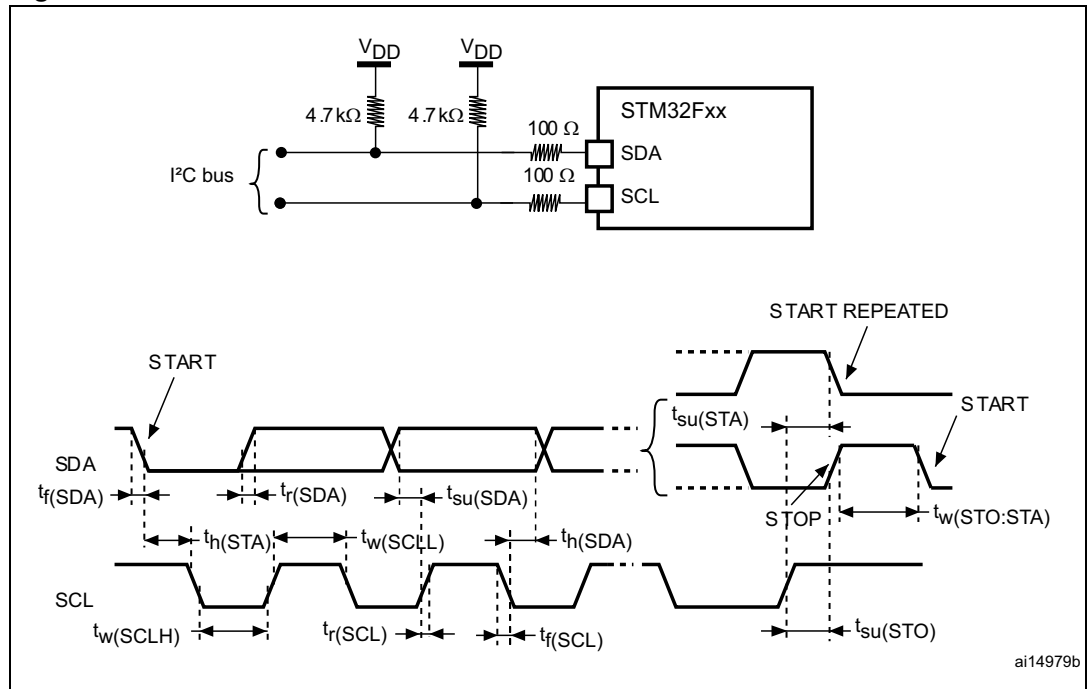 VDD VDD
4.7kΩ 4.7kΩ
STM32Fxx
100 Ω
SDA
I²C bus
100 Ω
SCL
START REPEATED
START
START
tsu(STA)
SDA
tf(SDA) tr(SDA) tsu(SDA)
STOP
tw(STO:STA)
th(STA) tw(SCLL) th(SDA)
SCL
tw(SCLH) tr(SCL) tf(SCL) tsu(STO)
ai14979b